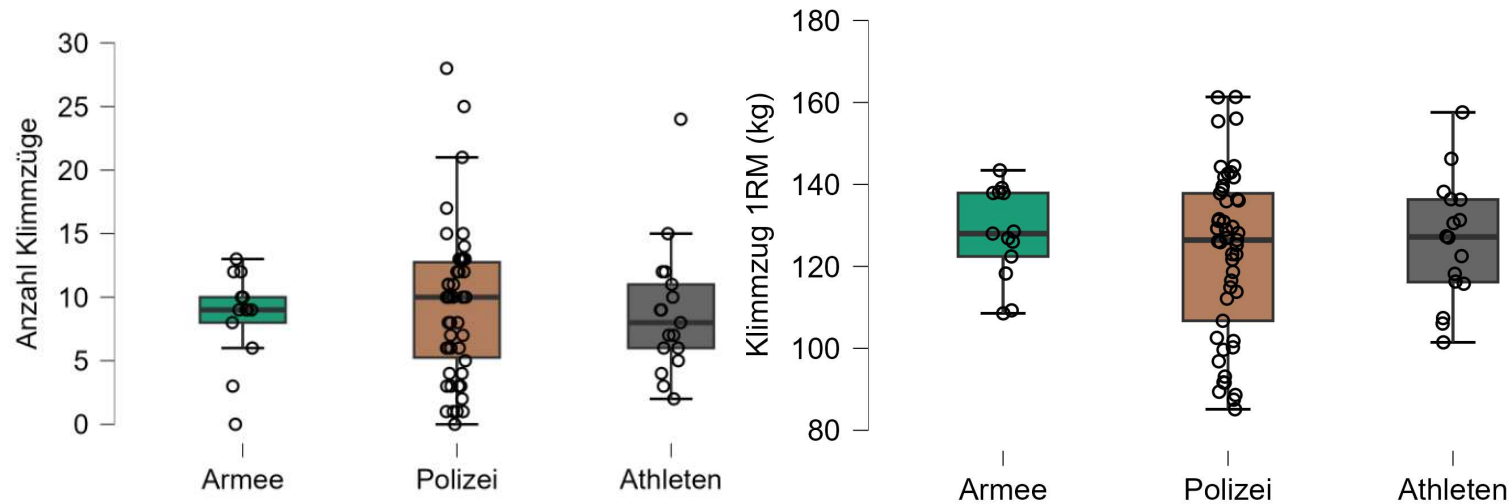 Anzahl Klimmzüge
30
25
20
15
10
5
0
Armee
Polizei
Athleten
Klimmzug 1RM (kg)
180
160
140
120
100
80
Armee
Polizei
Athleten